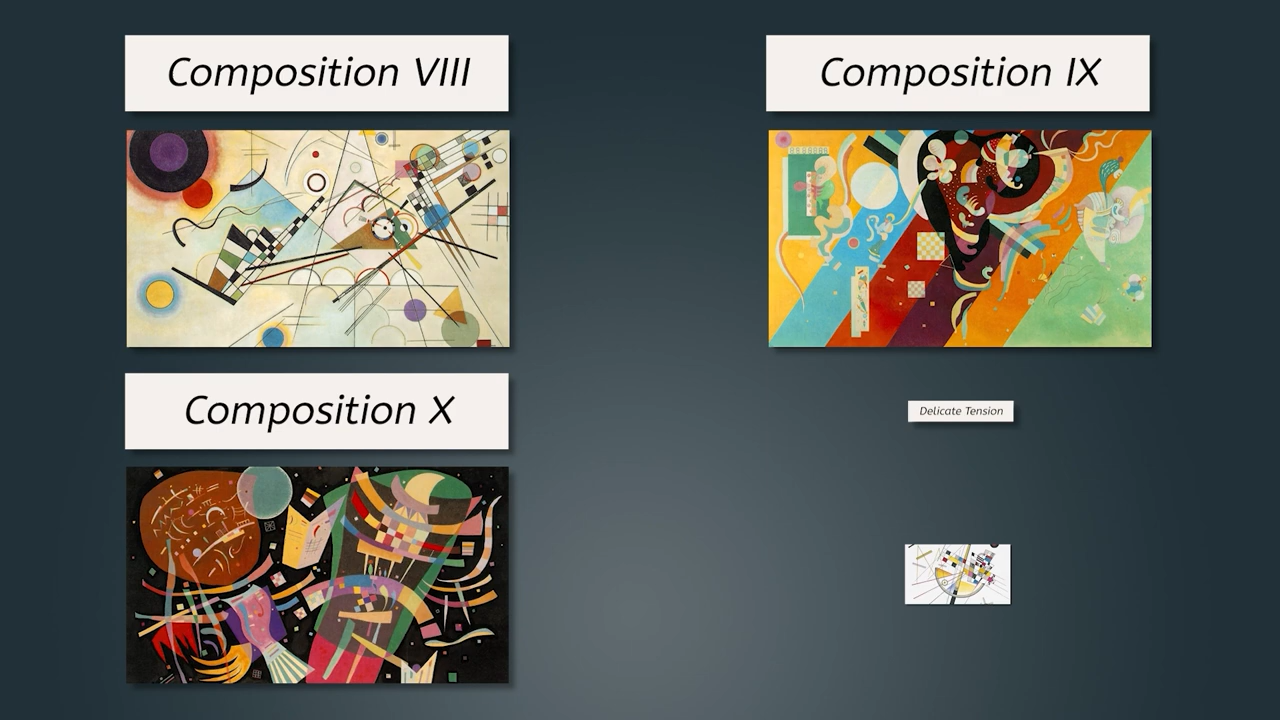 Composition VIII
Composition IX
Composition X
Delicate Tension